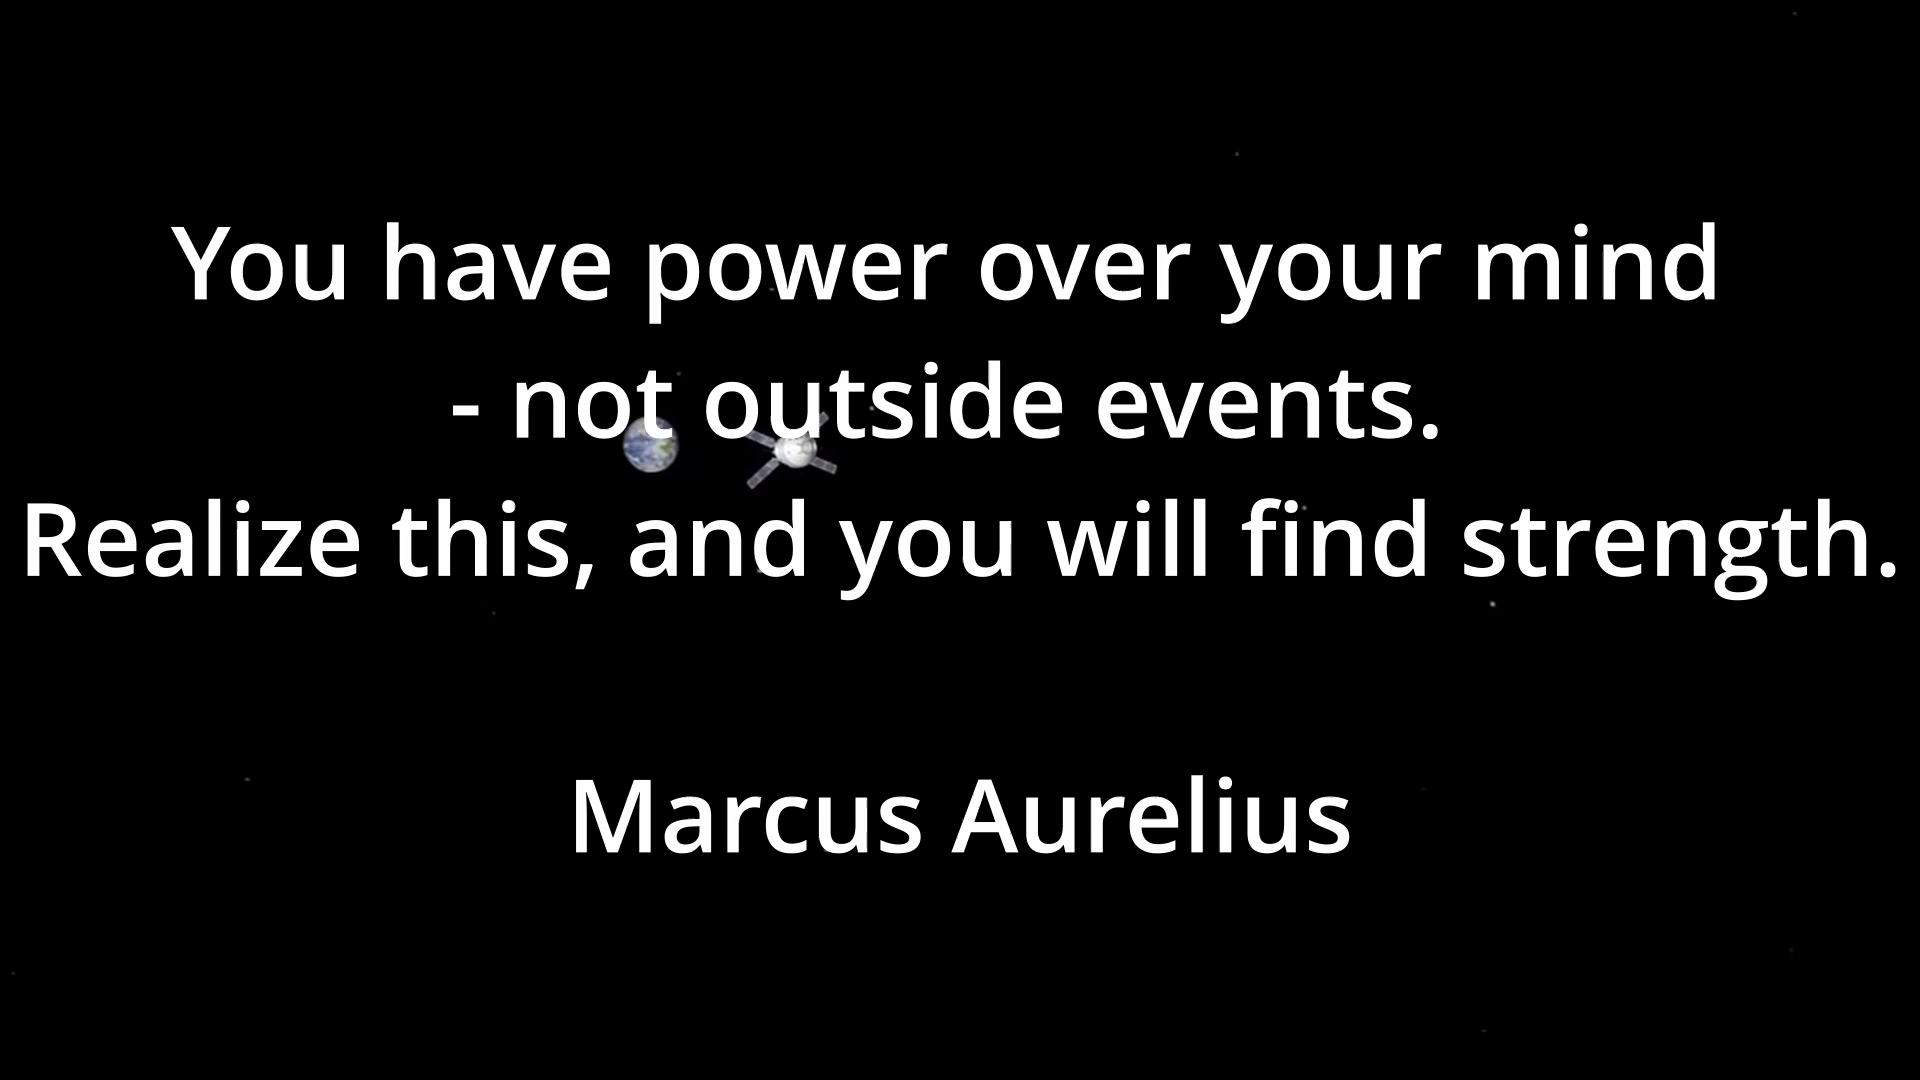 You have power over your mind
- not outside events.
Realize this, and you will find strength.
Marcus Aurelius